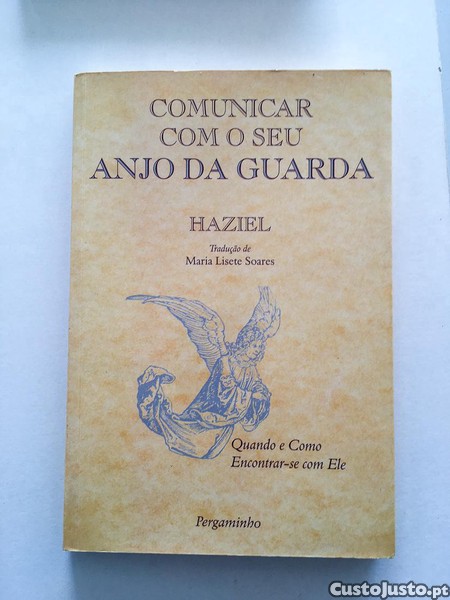 COMUNICAR
COM O SEU
ANJO DA GUARDA
HAZIEL
Tradução de
Maria Lisete Soares
Quando e Como
Encontrar-se com Ele
Pergaminho
CustoJusto.pt